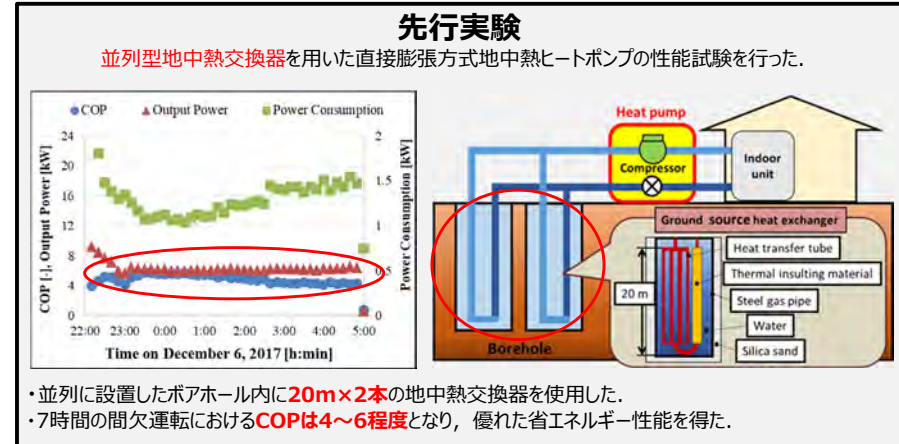 先行実験
並列型地中熱交換器を用いた直接膨張方式地中熱ヒートポンプの性能試験を行った．
COP Output Power Power Consumption
COP [-], Output Power [kW]
24
20
16
12
8
4
0
2
1.5
1
0.5
0
Power Consumption [kW]
22:00 23:00 0:00 1:00 2:00 3:00 4:00 5:00
Time on December 6, 2017 [h:min]
Heat pump
Compressor
Indoor
unit
Ground source heat exchanger
Heat transfer tube
Thermal insulting material
20 m
Steel gas pipe
Water
Silica sand
Borehole
・並列に設置したボアホール内に20m×2本の地中熱交換器を使用した．
・7時間の間欠運転におけるCOPは4～6程度となり，優れた省エネルギー性能を得た．